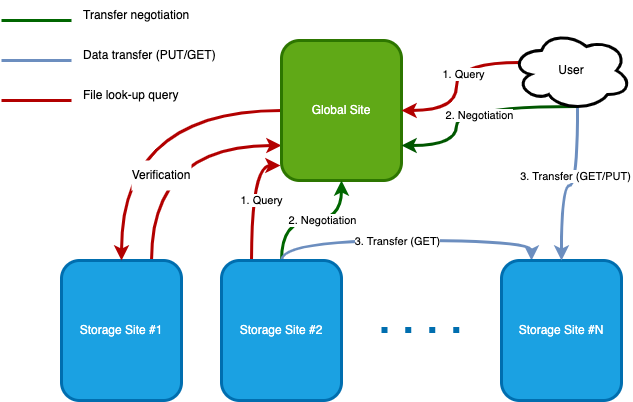 Transfer negotiation
Data transfer (PUT/GET)
File look-up query
User
1. Query
Global Site
2. Negotiation
Verification
3. Transfer (GET/PUT)
1. Query
2. Negotiation
3. Transfer (GET)
Storage Site #1
Storage Site #2
Storage Site #N